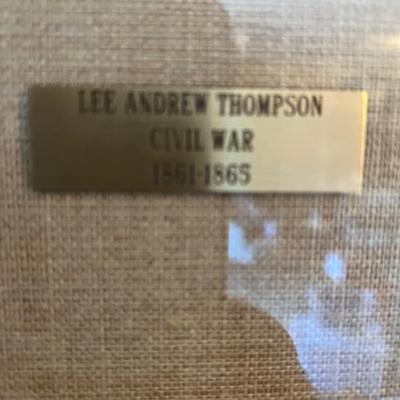 LEE ANDREW THOMPSON
CIVIL WAR
1861-1865